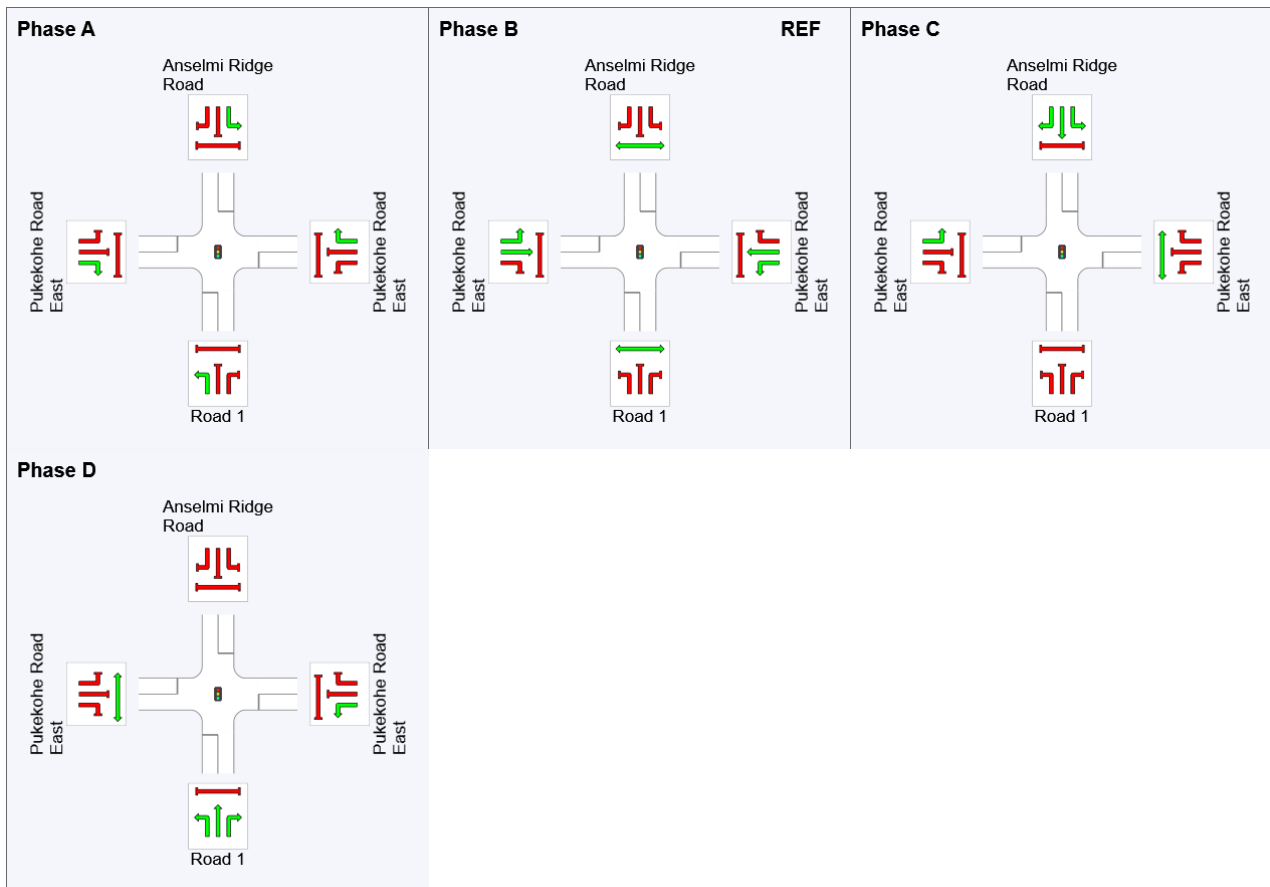 Phase A
Anselmi Ridge
Road
Pukekohe Road
East
Pukekohe Road
East
Road 1
Phase B
REF
Anselmi Ridge
Road
Pukekohe Road
East
Pukekohe Road
East
Road 1
Phase C
Anselmi Ridge
Road
Pukekohe Road
East
Pukekohe Road
East
Road 1
Phase D
Anselmi Ridge
Road
Pukekohe Road
East
Pukekohe Road
East
Road 1